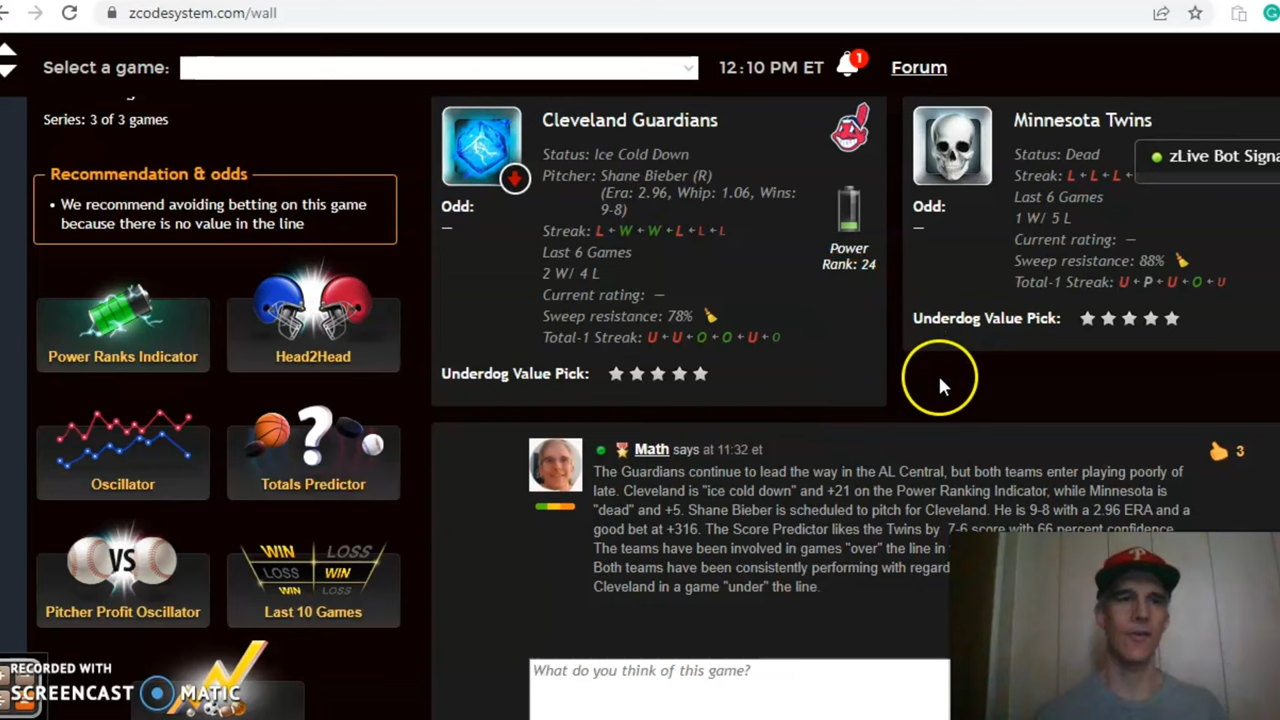 zcodesystem.com/wall
Select a game:
12:10 PM ET
1
Forum
Series: 3 of 3 games
Recommendation & odds
• We recommend avoiding betting on this game
because there is no value in the line
Power Ranks Indicator
Head2Head
Oscillator
Totals Predictor
VS
Pitcher Profit Oscillator
WIN LOSS
LOSS WIN
WIN LOSS
Last 10 Games
RECORDED WITH
SCREENCAST MATIC
Cleveland Guardians
Status: Ice Cold Down
Pitcher: Shane Bieber (R)
(Era: 2.96, Whip: 1.06, Wins:
9-8)
Odd:
—
Streak: L ← W ← W ← L ← L ← L
Last 6 Games
2 W/ 4 L
Current rating: —
Sweep resistance: 78%
Total-1 Streak: U ← U ← O ← O ← U ← O
Underdog Value Pick:
Power
Rank: 24
Minnesota Twins
Status: Dead
Streak: L ← L ← L ←
Odd:
—
Last 6 Games
1 W/ 5 L
Current rating: —
Sweep resistance: 88%
Total-1 Streak: U ← P ← U ← O ← U
Underdog Value Pick:
zLive Bot Signa
Math says at 11:32 et
3
The Guardians continue to lead the way in the AL Central, but both teams enter playing poorly of
late. Cleveland is "ice cold down" and +21 on the Power Ranking Indicator, while Minnesota is
"dead" and +5. Shane Bieber is scheduled to pitch for Cleveland. He is 9-8 with a 2.96 ERA and a
good bet at +316. The Score Predictor likes the Twins by 7-6 score with 66 percent confidence.
The teams have been involved in games "over" the line in
Both teams have been consistently performing with regard
Cleveland in a game "under" the line.
What do you think of this game?
P